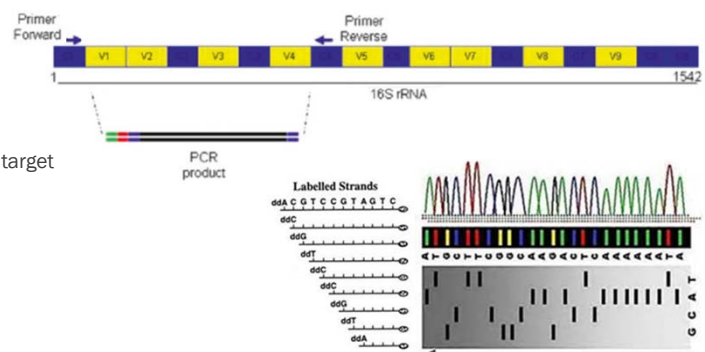 Primer
Forward
Primer
Reverse
V1 V2 V3 V4 V5 V6 V7 V8 V9
1 1542
16S rRNA
target
PCR
product
Labelled Strands
ddA C G T C C G T A G T C
ddC
ddG
ddT
ddC
ddC
ddG
ddT
ddA
A T G C T T C G G C A A G A C T C A A A A A A T A
G C A T